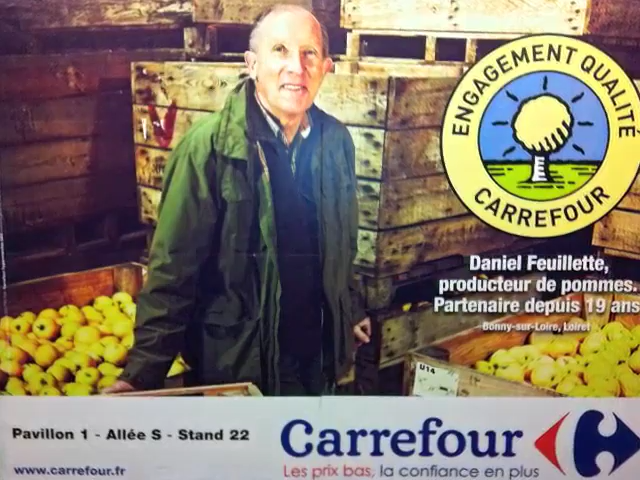 ENGAGEMENT QUALITÉ
CARREFOUR
Daniel Feuillette,
producteur de pommes.
Partenaire depuis 19 ans
Bonny-sur-Loire, Loiret
U14
Pavillon 1 - Allée S - Stand 22
Carrefour
www.carrefour.fr
Les prix bas, la confiance en plus